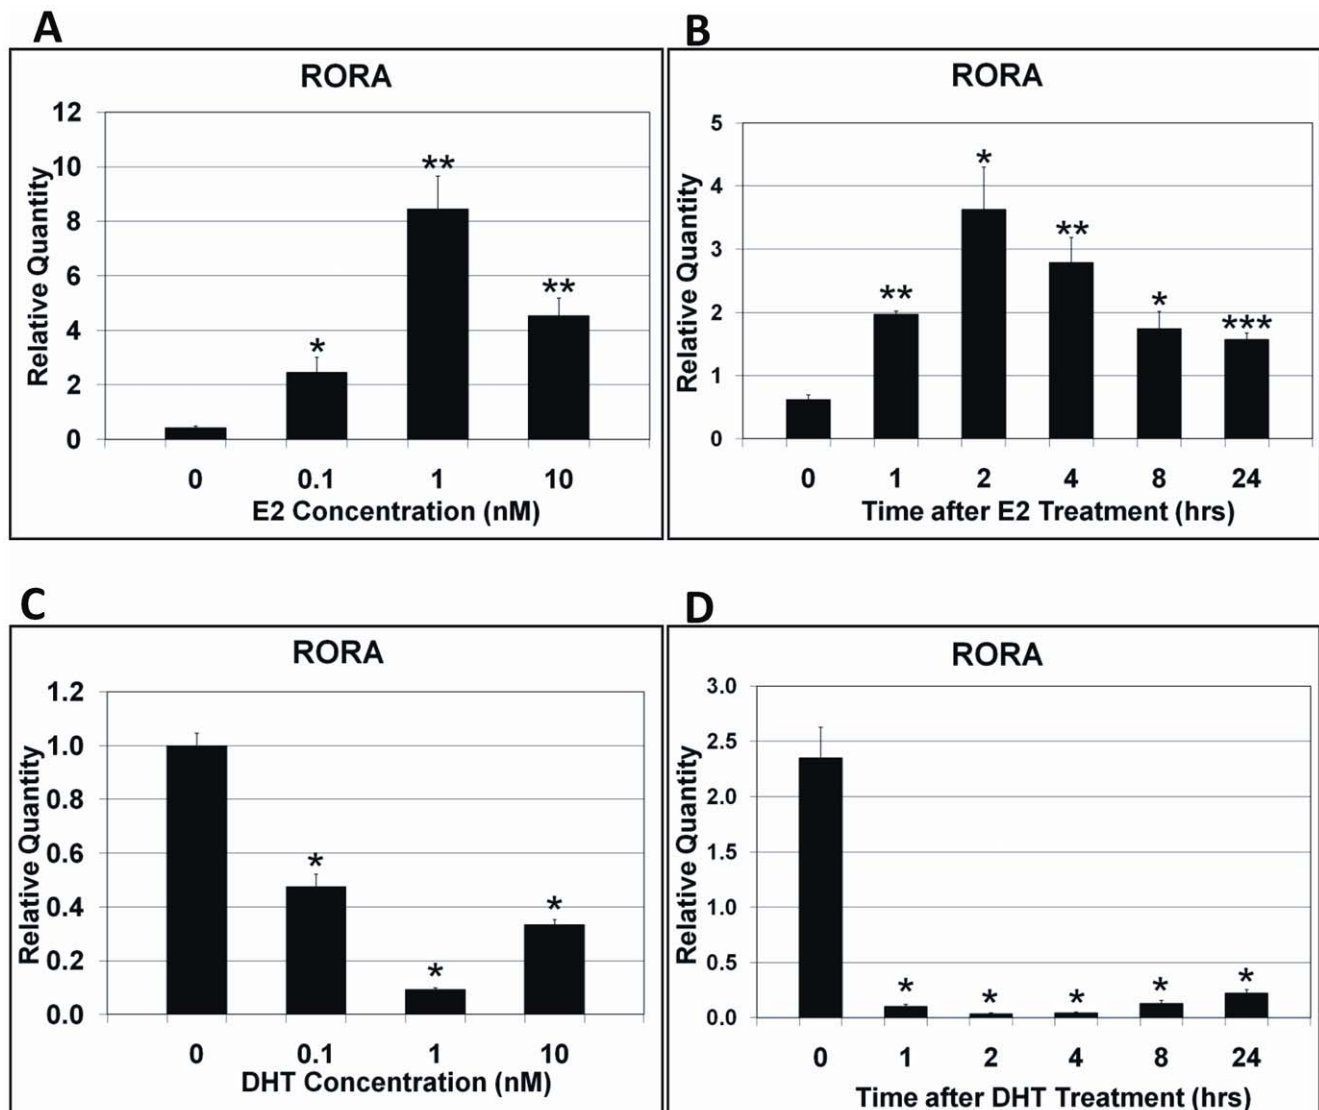 A
RORA
Relative Quantity
12
10
8
6
4
2
0
**
*
**
0 0.1 1 10
E2 Concentration (nM)
B
RORA
Relative Quantity
5
4
3
2
1
0
*
**
**
*
***
0 1 2 4 8 24
Time after E2 Treatment (hrs)
C
RORA
Relative Quantity
1.2
1.0
0.8
0.6
0.4
0.2
0.0
*
*
*
0 0.1 1 10
DHT Concentration (nM)
D
RORA
Relative Quantity
3.0
2.5
2.0
1.5
1.0
0.5
0.0
* * * * *
0 1 2 4 8 24
Time after DHT Treatment (hrs)